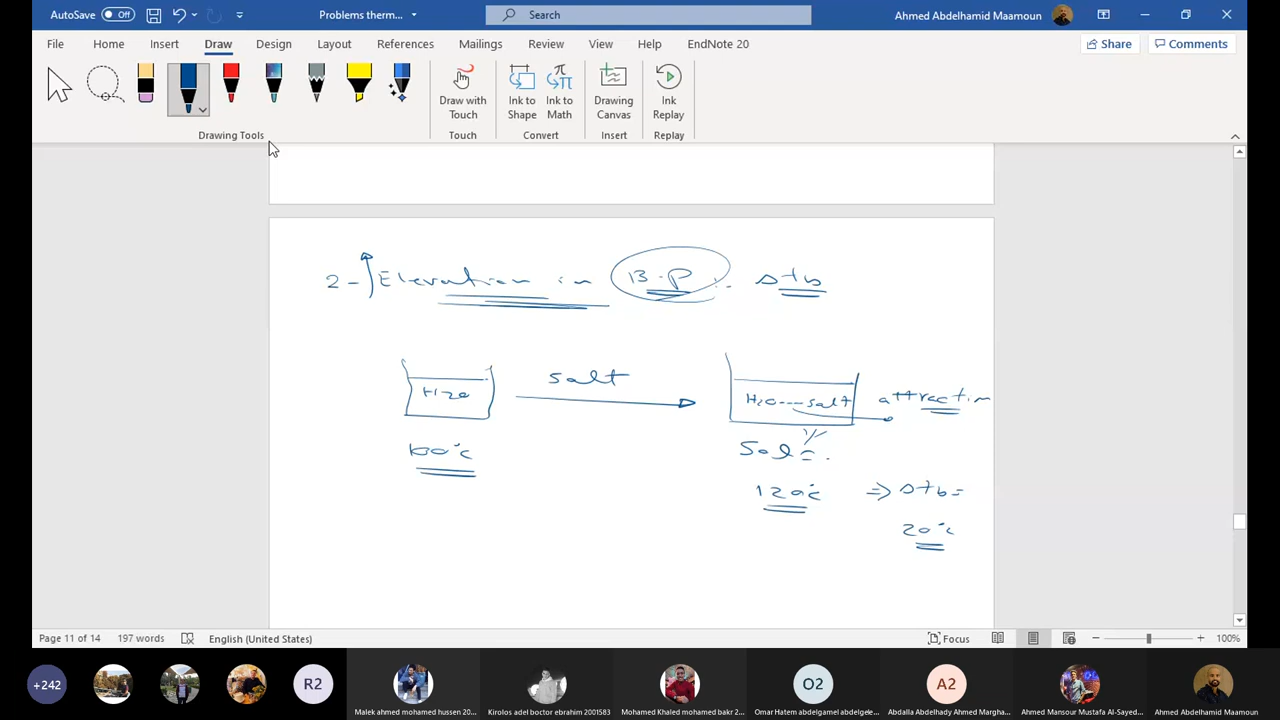 AutoSave Off Problems therm... Search Ahmed Abdelhamid Maamoun
File Home Insert Draw Design Layout References Mailings Review View Help EndNote 20 Share Comments
Draw with Touch
Ink to Shape
Ink to Math
Drawing Canvas
Ink Replay
Drawing Tools Touch Convert Insert Replay
2- Elevation in B.P
H2o salt H2o----salt attraction
100°c Sol
120°c
20°c
Page 11 of 14 197 words English (United States) Focus 100%
+242 R2 O2 A2
Malek ahmed mohamed hussen 20... Kirolos adel boctor ebrahim 2001583 Mohamed Khaled mohamed bakr 2... Omar Hatem abdelgamel abdelgele... Abdalla Abdelhady Ahmed Margha... Ahmed Mansour Mustafa Al-Sayed... Ahmed Abdelhamid Maamoun